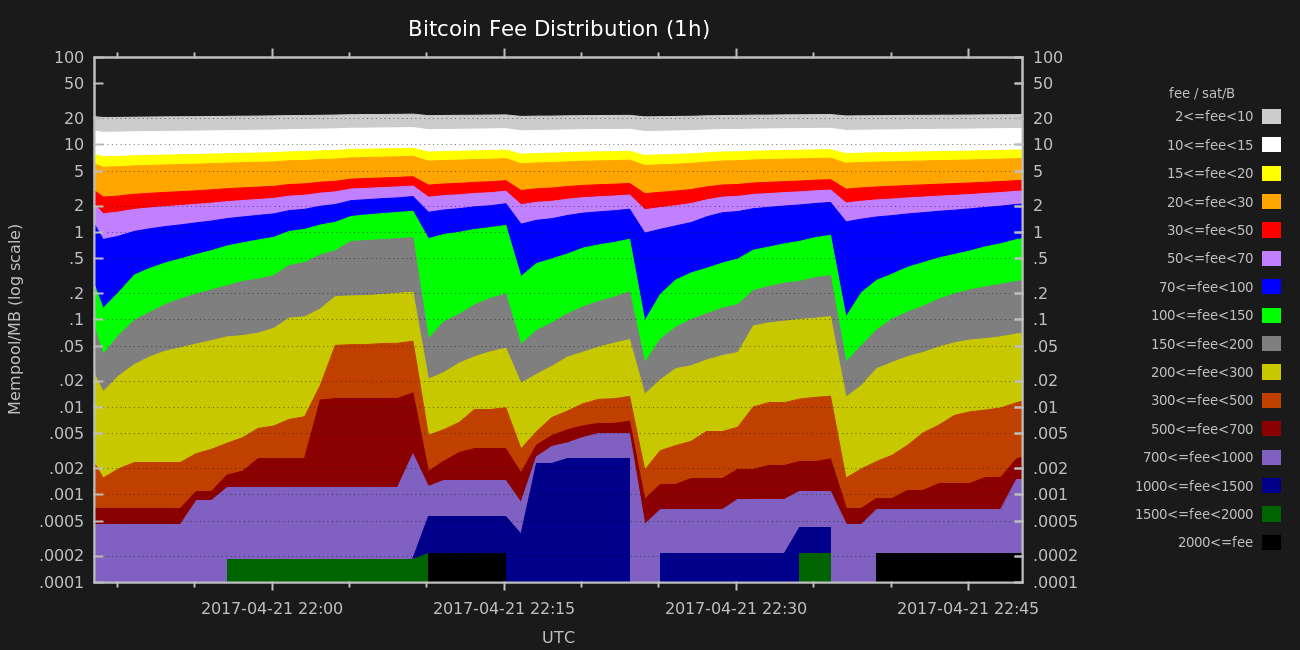 Bitcoin Fee Distribution (1h)
100 100
50 50
20 20
10 10
5 5
2 2
1 1
.5 .5
.2 .2
.1 .1
.05 .05
.02 .02
.01 .01
.005 .005
.002 .002
.001 .001
.0005 .0005
.0002 .0002
.0001 .0001
Mempool/MB (log scale)
2017-04-21 22:00 2017-04-21 22:15 2017-04-21 22:30 2017-04-21 22:45
UTC
fee / sat/B
2<=fee<10
10<=fee<15
15<=fee<20
20<=fee<30
30<=fee<50
50<=fee<70
70<=fee<100
100<=fee<150
150<=fee<200
200<=fee<300
300<=fee<500
500<=fee<700
700<=fee<1000
1000<=fee<1500
1500<=fee<2000
2000<=fee